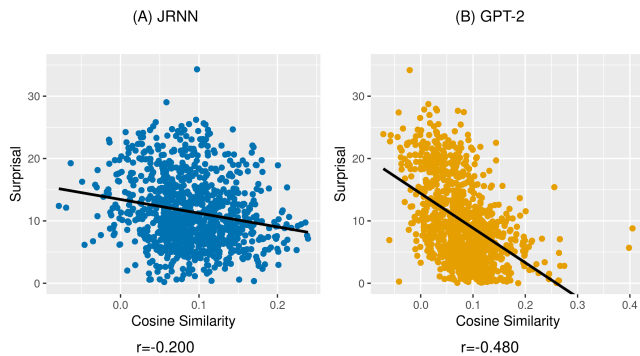 (A) JRNN
(B) GPT-2
30
20
10
0
Surprisal
0.0
0.1
0.2
Cosine Similarity
r=-0.200
30
20
10
0
Surprisal
0.0
0.1
0.2
0.3
0.4
Cosine Similarity
r=-0.480